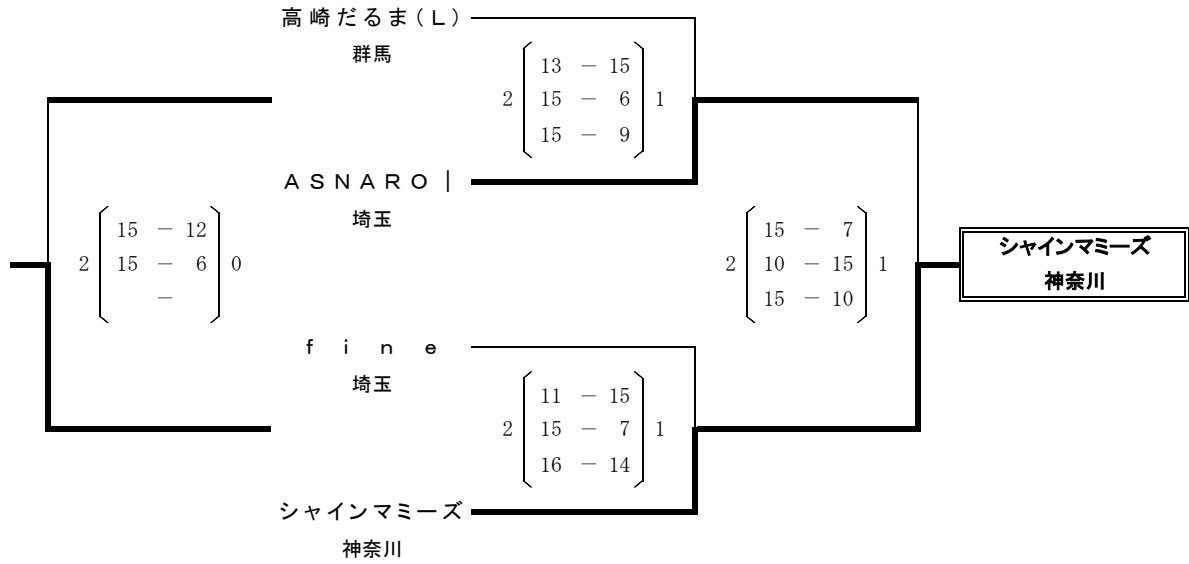 高崎だるま(L)
群馬
2 13 － 15 1
15 － 6
15 － 9
ASNARO｜
埼玉
2 15 － 12 0
15 － 6
－
2 15 － 7 1
10 － 15
15 － 10
シャインマミーズ
神奈川
fine
埼玉
2 11 － 15 1
15 － 7
16 － 14
シャインマミーズ
神奈川